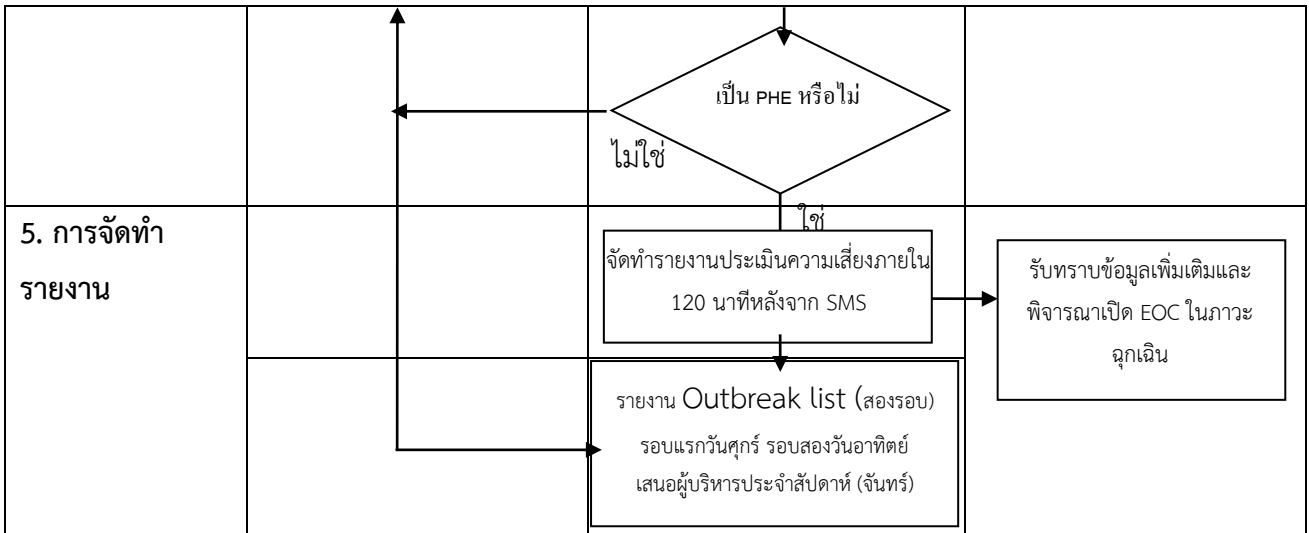 เป็น PHE หรือไม่
ไม่ใช่
ใช่
5. การจัดทำ
รายงาน
จัดทำรายงานประเมินความเสี่ยงภายใน
120 นาทีหลังจาก SMS
รับทราบข้อมูลเพิ่มเติมและ
พิจารณาเปิด EOC ในภาวะ
ฉุกเฉิน
รายงาน Outbreak list (สองรอบ)
รอบแรกวันศุกร์ รอบสองวันอาทิตย์
เสนอผู้บริหารประจำสัปดาห์ (จันทร์)